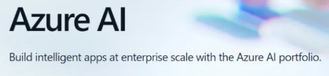 Azure AI
Build intelligent apps at enterprise scale with the Azure AI portfolio.